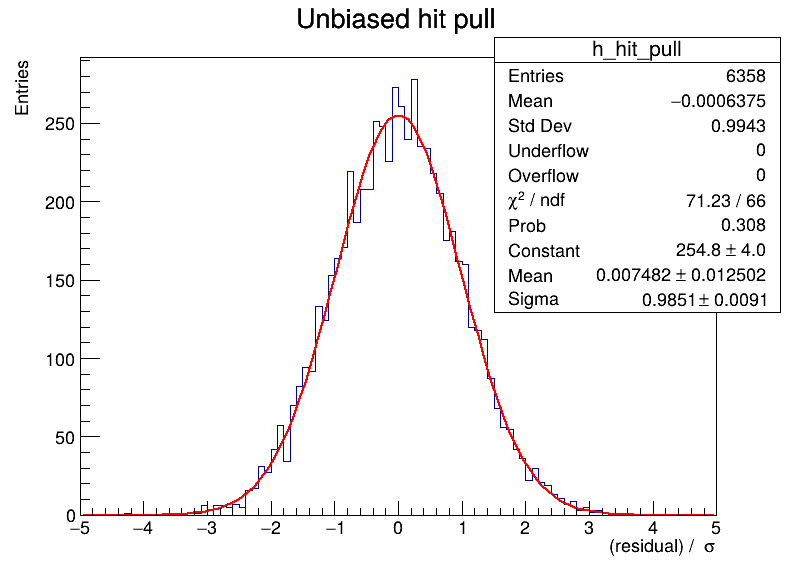 Unbiased hit pull
h_hit_pull
Entries 6358
Mean −0.0006375
Std Dev 0.9943
Underflow 0
Overflow 0
χ² / ndf 71.23 / 66
Prob 0.308
Constant 254.8 ± 4.0
Mean 0.007482 ± 0.012502
Sigma 0.9851 ± 0.0091
Entries
250
200
150
100
50
0
−5 −4 −3 −2 −1 0 1 2 3 4 5
(residual) / σ